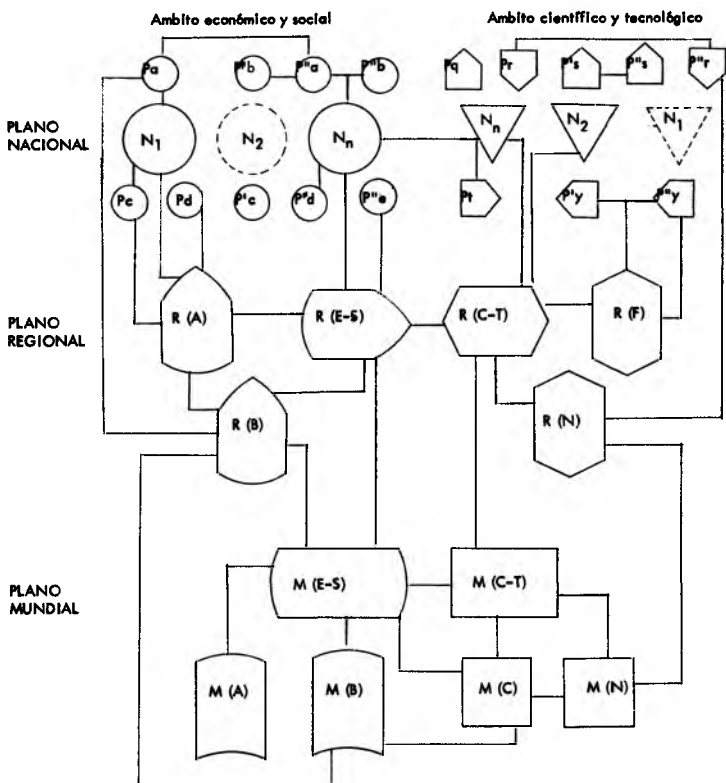 Ambito económico y social Ambito científico y tecnológico
Pa P'b P'a P''b Pq Pr P's P''s P''r
PLANO NACIONAL
N1 N2 Nn Nn N2 N1
Pc Pd P'c P'd P''e Pt P'y P''y
PLANO REGIONAL
R (A) R (E-S) R (C-T) R (F)
R (B) R (N)
PLANO MUNDIAL
M (E-S) M (C-T)
M (A) M (B) M (C) M (N)